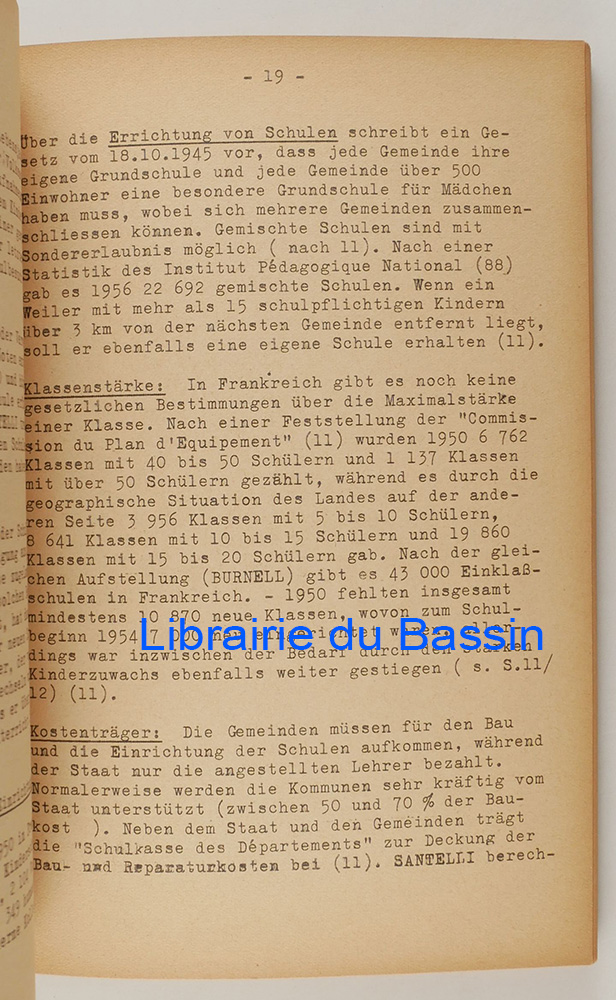 - 19 -
Über die Errichtung von Schulen schreibt ein Ge-
setz vom 18.10.1945 vor, dass jede Gemeinde ihre
eigene Grundschule und jede Gemeinde über 500
Einwohner eine besondere Grundschule für Mädchen
haben muss, wobei sich mehrere Gemeinden zusammen-
schliessen können. Gemischte Schulen sind mit
Sondererlaubnis möglich ( nach 11). Nach einer
Statistik des Institut Pédagogique National (88)
gab es 1956 22 692 gemischte Schulen. Wenn ein
Weiler mit mehr als 15 schulpflichtigen Kindern
über 3 km von der nächsten Gemeinde entfernt liegt,
soll er ebenfalls eine eigene Schule erhalten (11).
Klassenstärke: In Frankreich gibt es noch keine
gesetzlichen Bestimmungen über die Maximalstärke
einer Klasse. Nach einer Feststellung der "Commis-
sion du Plan d'Equipement" (11) wurden 1950 6 762
Klassen mit 40 bis 50 Schülern und 1 137 Klassen
mit über 50 Schülern gezählt, während es durch die
geographische Situation des Landes auf der ande-
ren Seite 3 956 Klassen mit 5 bis 10 Schülern,
8 641 Klassen mit 10 bis 15 Schülern und 19 860
Klassen mit 15 bis 20 Schülern gab. Nach der glei-
chen Aufstellung (BURNELL) gibt es 43 000 Einklaß-
schulen in Frankreich. - 1950 fehlten insgesamt
mindestens 10 870 neue Klassen, wovon zum Schul-
beginn 1954 7 000 neu eingerichtet waren, aller-
Librairie du Bassin
dings war inzwischen der Bedarf durch den starken
Kinderzuwachs ebenfalls weiter gestiegen ( s. S.11/
12) (11).
Kostenträger: Die Gemeinden müssen für den Bau
und die Einrichtung der Schulen aufkommen, während
der Staat nur die angestellten Lehrer bezahlt.
Normalerweise werden die Kommunen sehr kräftig vom
Staat unterstützt (zwischen 50 und 70 % der Bau-
kost ). Neben dem Staat und den Gemeinden trägt
die "Schulkasse des Départements" zur Deckung der
Bau- und Reparaturkosten bei (11). SANTELLI berech-